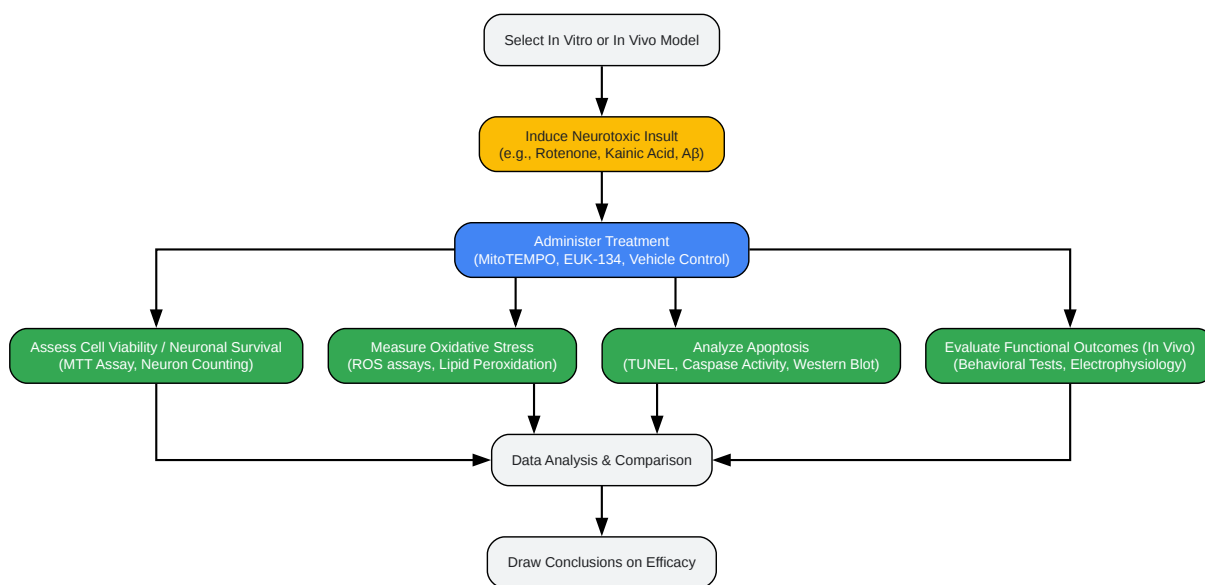 Select In Vitro or In Vivo Model
Induce Neurotoxic Insult
(e.g., Rotenone, Kainic Acid, Aβ)
Administer Treatment
(MitoTEMPO, EUK-134, Vehicle Control)
Assess Cell Viability / Neuronal Survival
(MTT Assay, Neuron Counting)
Measure Oxidative Stress
(ROS assays, Lipid Peroxidation)
Analyze Apoptosis
(TUNEL, Caspase Activity, Western Blot)
Evaluate Functional Outcomes (In Vivo)
(Behavioral Tests, Electrophysiology)
Data Analysis & Comparison
Draw Conclusions on Efficacy